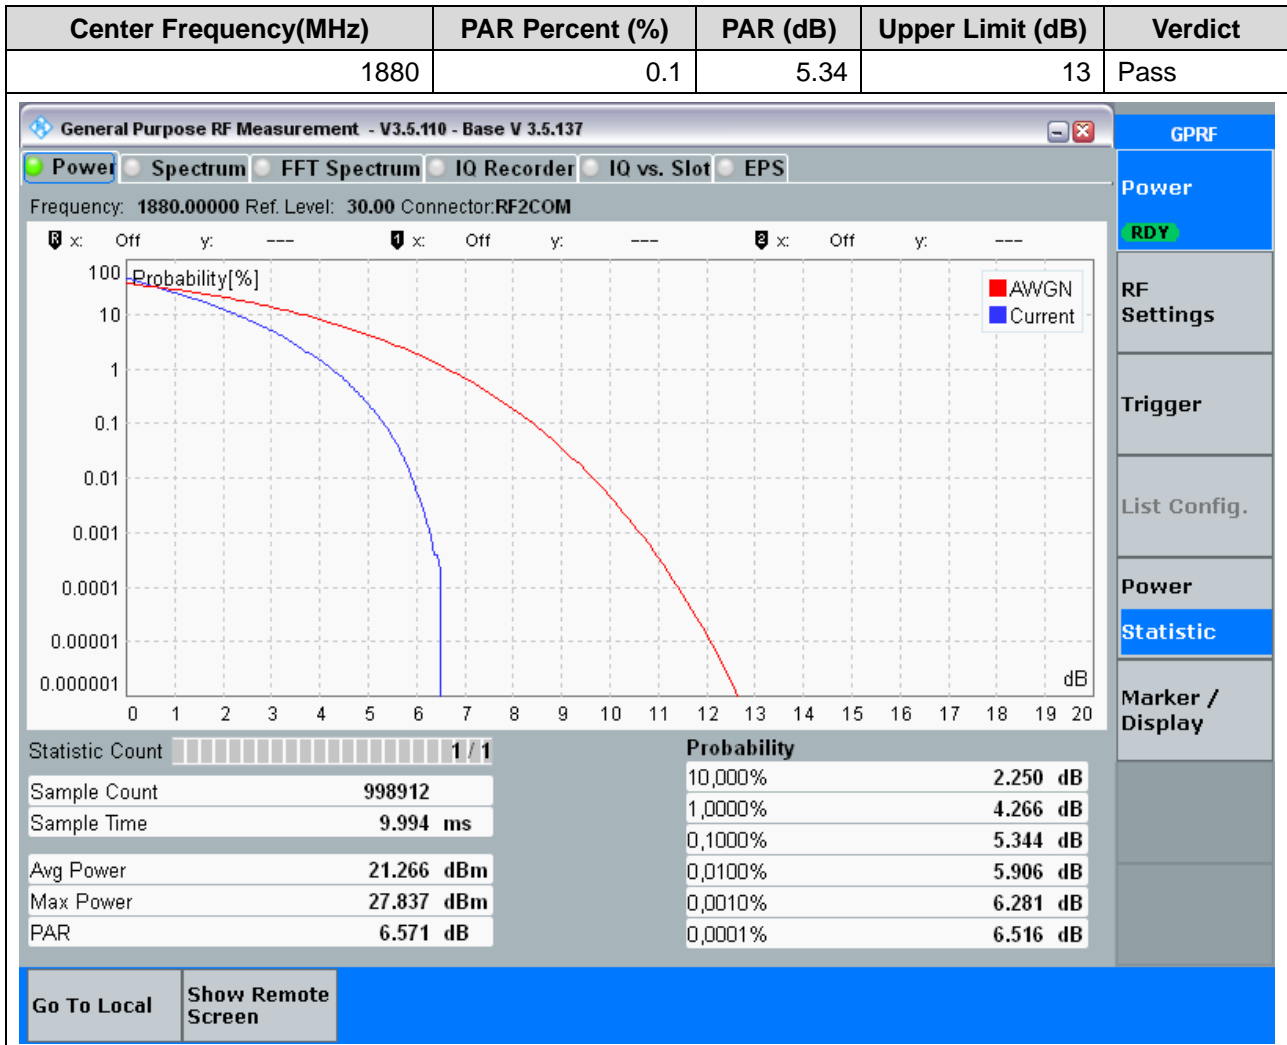 Center Frequency(MHz) PAR Percent (%) PAR (dB) Upper Limit (dB) Verdict
1880 0.1 5.34 13 Pass
General Purpose RF Measurement - V3.5.110 - Base V 3.5.137
GPRF
Power Spectrum FFT Spectrum IQ Recorder IQ vs. Slot EPS
Power
RDY
Frequency: 1880.00000 Ref. Level: 30.00 Connector:RF2COM
R x: Off y: --- 1 x: Off y: --- 2 x: Off y: ---
Probability[%]
100
10
1
0.1
0.01
0.001
0.0001
0.00001
0.000001
AWGN
Current
dB
0 1 2 3 4 5 6 7 8 9 10 11 12 13 14 15 16 17 18 19 20
RF
Settings
Trigger
List Config.
Power
Statistic
Marker /
Display
Statistic Count 1 / 1
Sample Count 998912
Sample Time 9.994 ms
Avg Power 21.266 dBm
Max Power 27.837 dBm
PAR 6.571 dB
Probability
10,000% 2.250 dB
1,0000% 4.266 dB
0,1000% 5.344 dB
0,0100% 5.906 dB
0,0010% 6.281 dB
0,0001% 6.516 dB
Go To Local
Show Remote
Screen